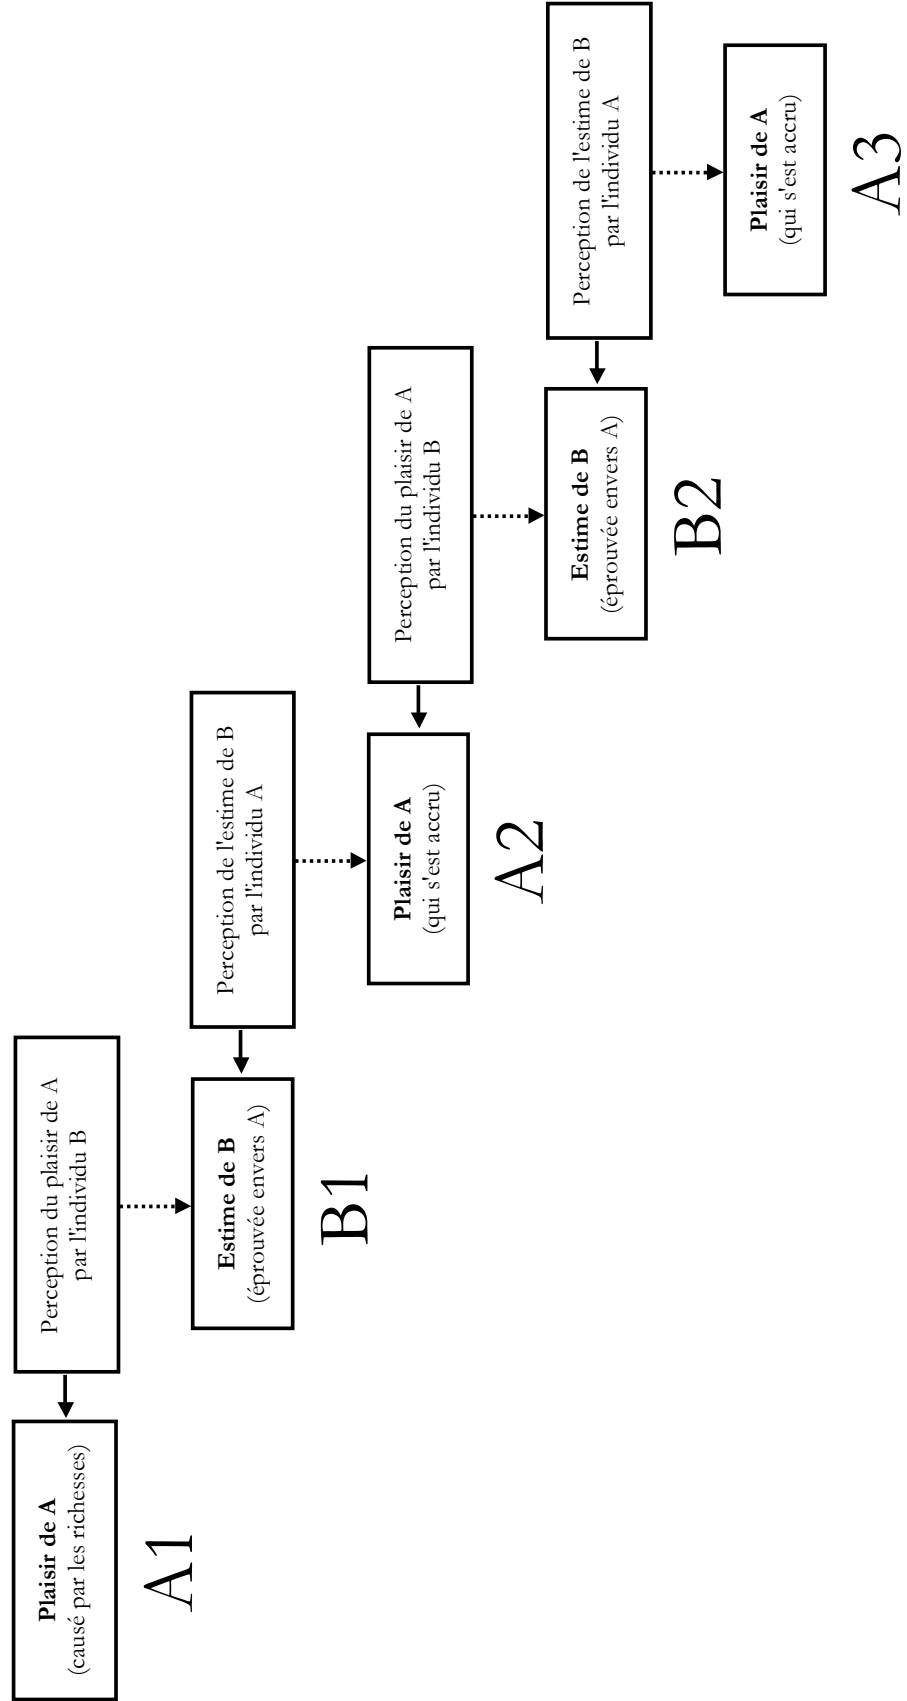 Plaisir de A
(causé par les richesses)
A1
Perception du plaisir de A
par l'individu B
Estime de B
(éprouvée envers A)
B1
Perception de l'estime de B
par l'individu A
Plaisir de A
(qui s'est accru)
A2
Perception du plaisir de A
par l'individu B
Estime de B
(éprouvée envers A)
B2
Perception de l'estime de B
par l'individu A
Plaisir de A
(qui s'est accru)
A3